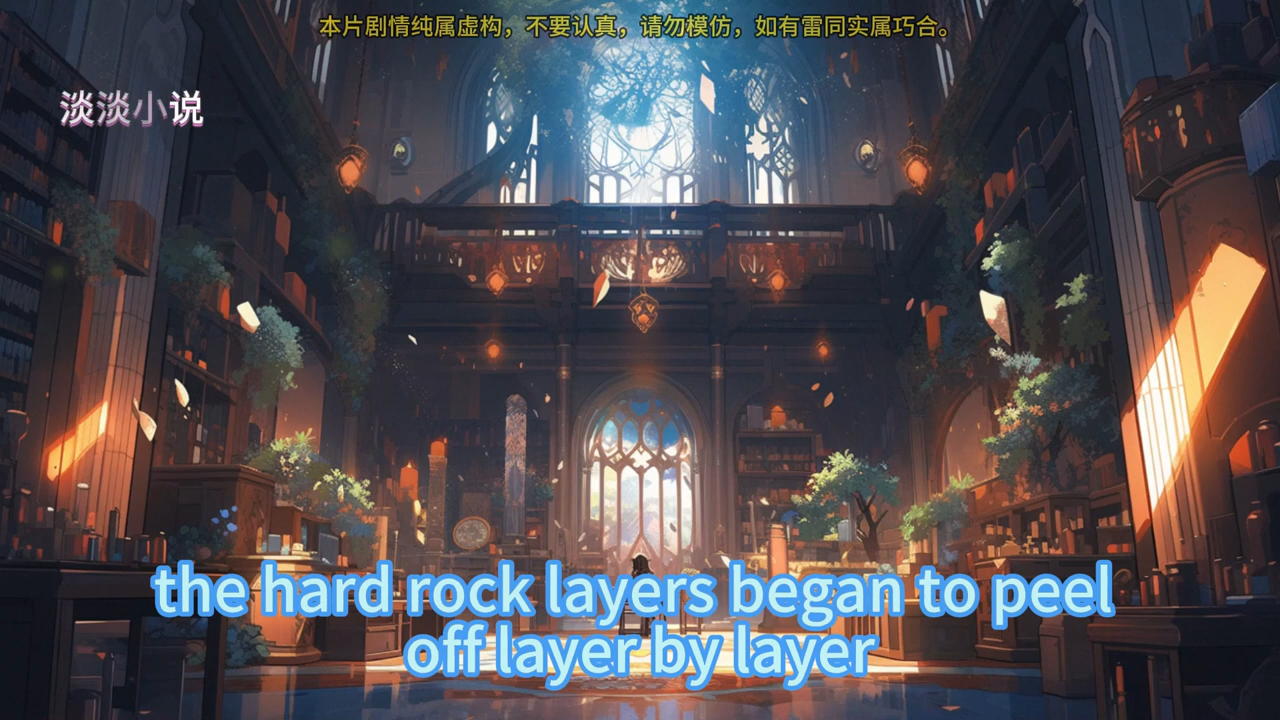 本片剧情纯属虚构，不要认真，请勿模仿，如有雷同实属巧合。
淡淡小说
the hard rock layers began to peel
off layer by layer